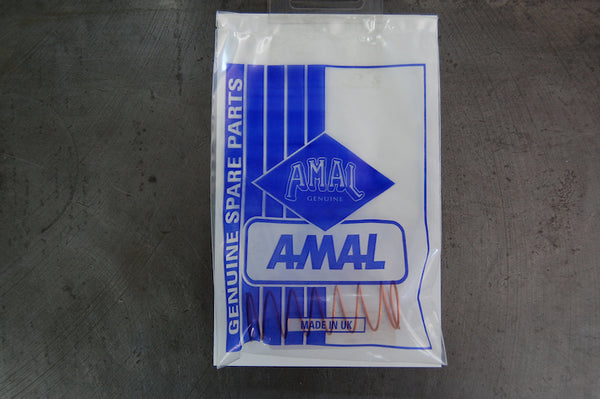 GENUINE SPARE PARTS
AMAL
GENUINE
AMAL
MADE IN UK